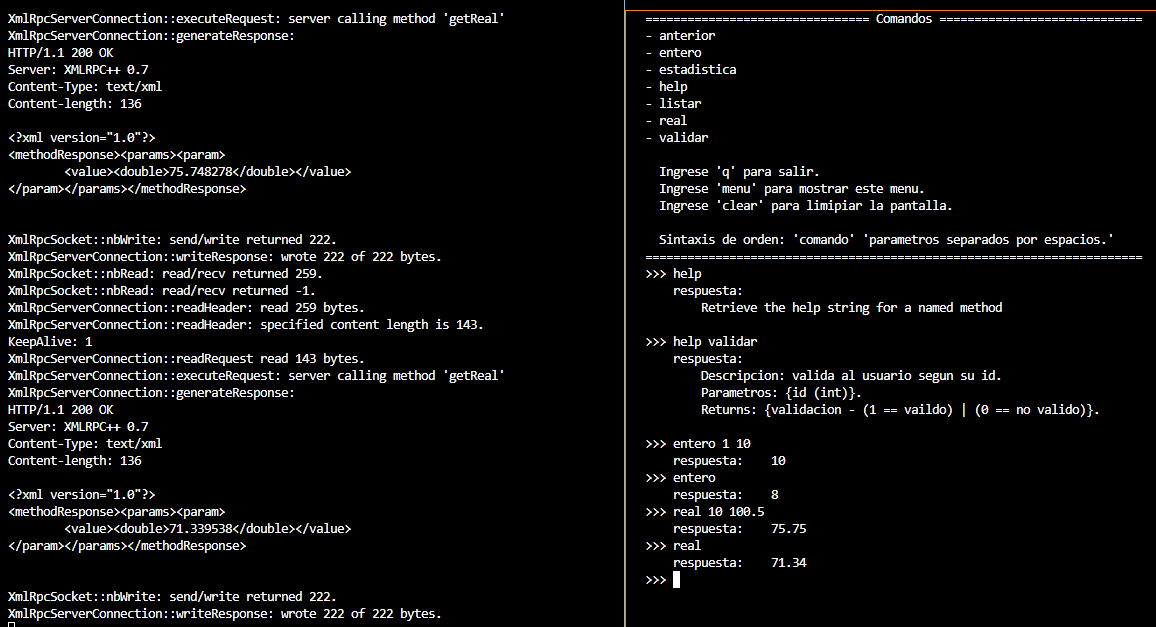 XmlRpcServerConnection::executeRequest: server calling method 'getReal'
XmlRpcServerConnection::generateResponse:
HTTP/1.1 200 OK
Server: XMLRPC++ 0.7
Content-Type: text/xml
Content-length: 136
<?xml version="1.0"?>
<methodResponse><params><param>
<value><double>75.748278</double></value>
</param></params></methodResponse>
XmlRpcSocket::nbWrite: send/write returned 222.
XmlRpcServerConnection::writeResponse: wrote 222 of 222 bytes.
XmlRpcSocket::nbRead: read/recv returned 259.
XmlRpcSocket::nbRead: read/recv returned -1.
XmlRpcServerConnection::readHeader: read 259 bytes.
XmlRpcServerConnection::readHeader: specified content length is 143.
KeepAlive: 1
XmlRpcServerConnection::readRequest read 143 bytes.
XmlRpcServerConnection::executeRequest: server calling method 'getReal'
XmlRpcServerConnection::generateResponse:
HTTP/1.1 200 OK
Server: XMLRPC++ 0.7
Content-Type: text/xml
Content-length: 136
<?xml version="1.0"?>
<methodResponse><params><param>
<value><double>71.339538</double></value>
</param></params></methodResponse>
XmlRpcSocket::nbWrite: send/write returned 222.
XmlRpcServerConnection::writeResponse: wrote 222 of 222 bytes.
================================ Comandos =============================
- anterior
- entero
- estadistica
- help
- listar
- real
- validar
Ingrese 'q' para salir.
Ingrese 'menu' para mostrar este menu.
Ingrese 'clear' para limipiar la pantalla.
Sintaxis de orden: 'comando' 'parametros separados por espacios.'
=======================================================================
>>> help
respuesta:
Retrieve the help string for a named method
>>> help validar
respuesta:
Descripcion: valida al usuario segun su id.
Parametros: {id (int)}.
Returns: {validacion - (1 == vaildo) | (0 == no valido)}.
>>> entero 1 10
respuesta: 10
>>> entero
respuesta: 8
>>> real 10 100.5
respuesta: 75.75
>>> real
respuesta: 71.34
>>>